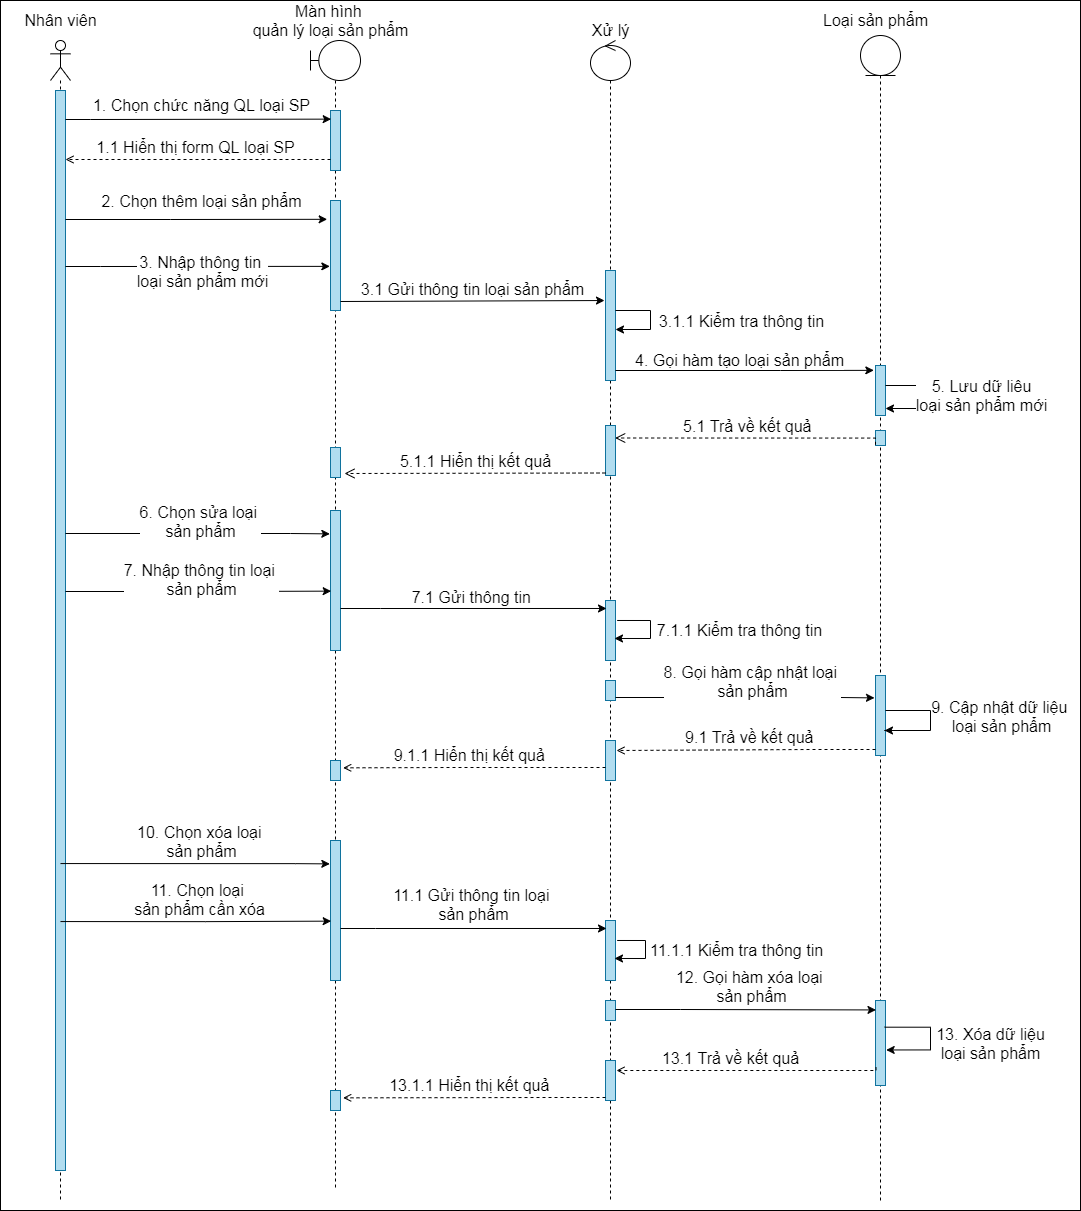 Nhân viên
Màn hình
quản lý loại sản phẩm
Xử lý
Loại sản phẩm
1. Chọn chức năng QL loại SP
1.1 Hiển thị form QL loại SP
2. Chọn thêm loại sản phẩm
3. Nhập thông tin
loại sản phẩm mới
3.1 Gửi thông tin loại sản phẩm
3.1.1 Kiểm tra thông tin
4. Gọi hàm tạo loại sản phẩm
5. Lưu dữ liêu
loại sản phẩm mới
5.1 Trả về kết quả
5.1.1 Hiển thị kết quả
6. Chọn sửa loại
sản phẩm
7. Nhập thông tin loại
sản phẩm
7.1 Gửi thông tin
7.1.1 Kiểm tra thông tin
8. Gọi hàm cập nhật loại
sản phẩm
9. Cập nhật dữ liệu
loại sản phẩm
9.1 Trả về kết quả
9.1.1 Hiển thị kết quả
10. Chọn xóa loại
sản phẩm
11. Chọn loại
sản phẩm cần xóa
11.1 Gửi thông tin loại
sản phẩm
11.1.1 Kiểm tra thông tin
12. Gọi hàm xóa loại
sản phẩm
13. Xóa dữ liệu
loại sản phẩm
13.1 Trả về kết quả
13.1.1 Hiển thị kết quả